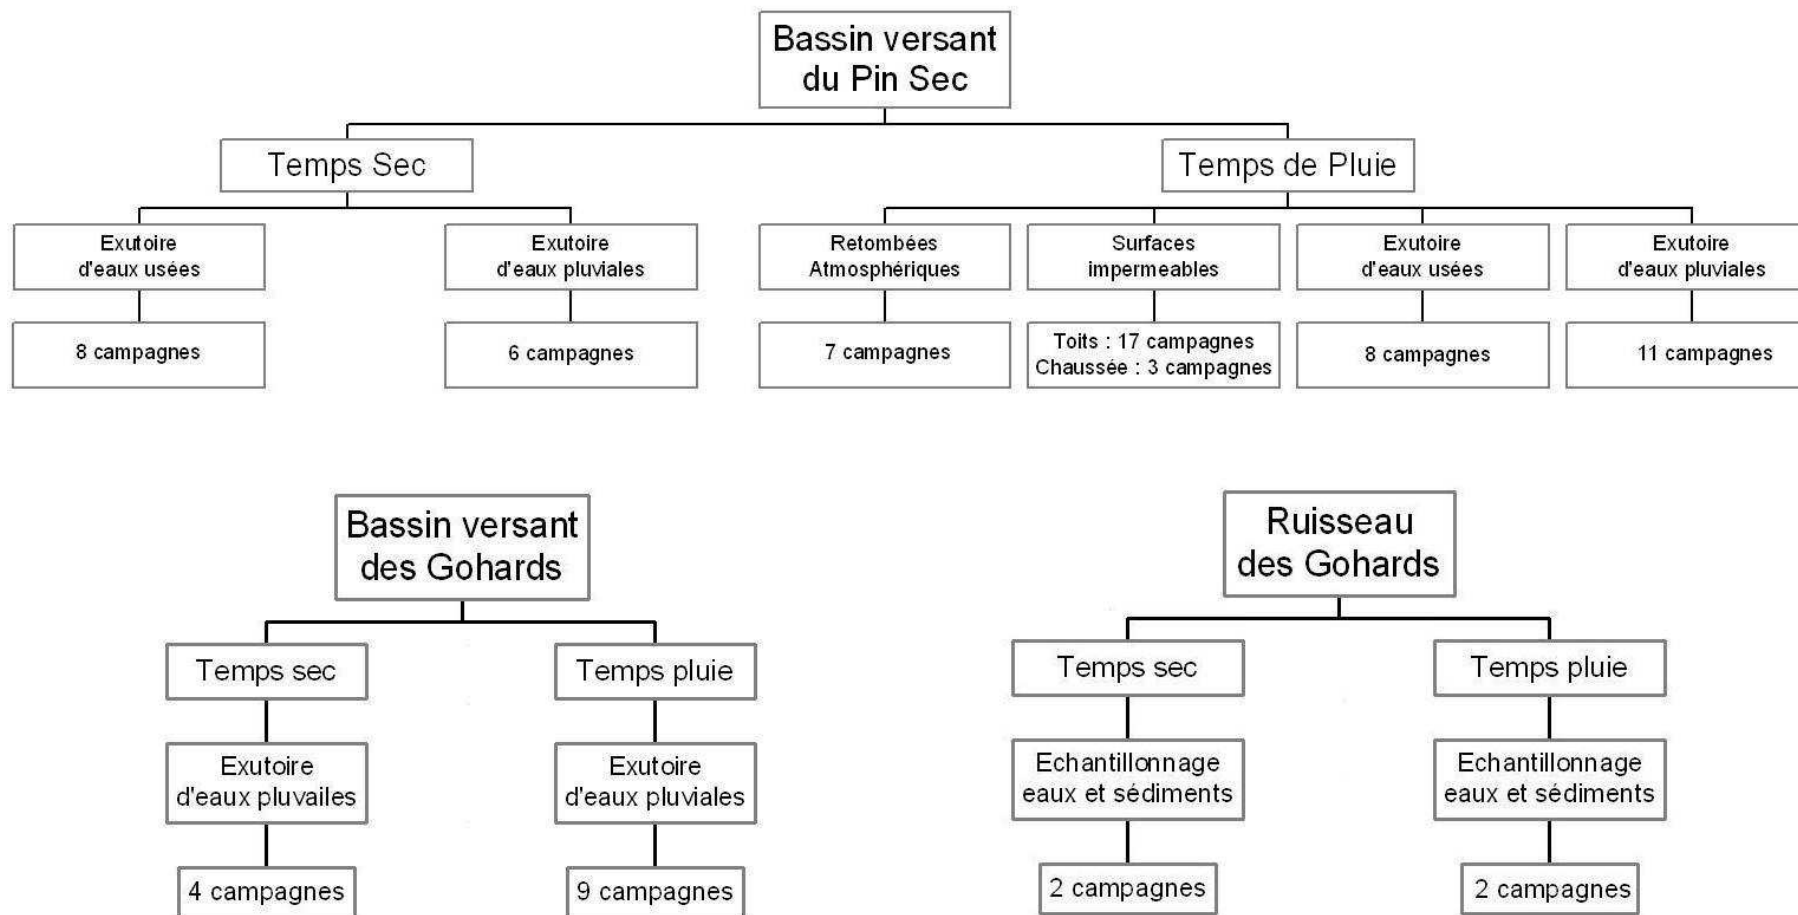 Bassin versant
du Pin Sec
Temps Sec
Temps de Pluie
Exutoire
d'eaux usées
Exutoire
d'eaux pluviales
Retombées
Atmosphériques
Surfaces
impermeables
Exutoire
d'eaux usées
Exutoire
d'eaux pluviales
8 campagnes
6 campagnes
7 campagnes
Toits : 17 campagnes
Chaussée : 3 campagnes
8 campagnes
11 campagnes
Bassin versant
des Gohards
Temps sec
Temps pluie
Exutoire
d'eaux pluvailes
Exutoire
d'eaux pluviales
4 campagnes
9 campagnes
Ruisseau
des Gohards
Temps sec
Temps pluie
Echantillonnage
eaux et sédiments
Echantillonnage
eaux et sédiments
2 campagnes
2 campagnes